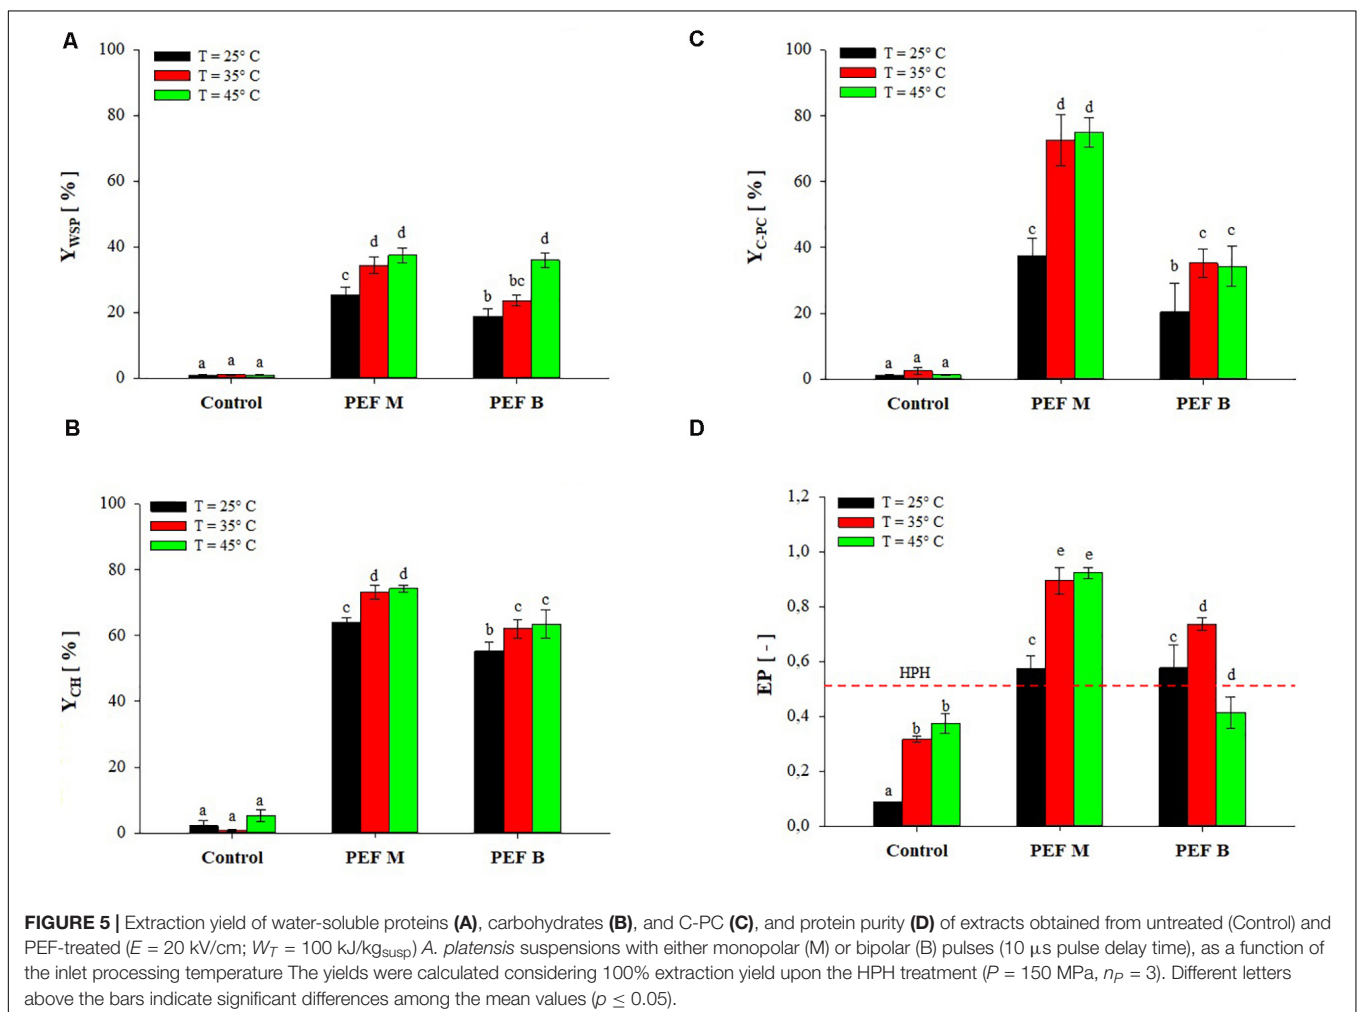 A
100
80
60
40
20
0
Y_WSP [ % ]
T = 25° C
T = 35° C
T = 45° C
a a a
c d d
b bc d
Control PEF M PEF B
C
100
80
60
40
20
0
Y_C-PC [ % ]
T = 25° C
T = 35° C
T = 45° C
a a a
c d d
b c c
Control PEF M PEF B
B
100
80
60
40
20
0
Y_CH [ % ]
T = 25° C
T = 35° C
T = 45° C
a a a
c d d
b c c
Control PEF M PEF B
D
1,2
1,0
0,8
0,6
0,4
0,2
0,0
EP [ - ]
T = 25° C
T = 35° C
T = 45° C
HPH
a b b
c e e
c d d
Control PEF M PEF B
FIGURE 5 | Extraction yield of water-soluble proteins (A), carbohydrates (B), and C-PC (C), and protein purity (D) of extracts obtained from untreated (Control) and
PEF-treated (E = 20 kV/cm; W_T = 100 kJ/kg_susp) A. platensis suspensions with either monopolar (M) or bipolar (B) pulses (10 μs pulse delay time), as a function of
the inlet processing temperature The yields were calculated considering 100% extraction yield upon the HPH treatment (P = 150 MPa, n_P = 3). Different letters
above the bars indicate significant differences among the mean values (p ≤ 0.05).